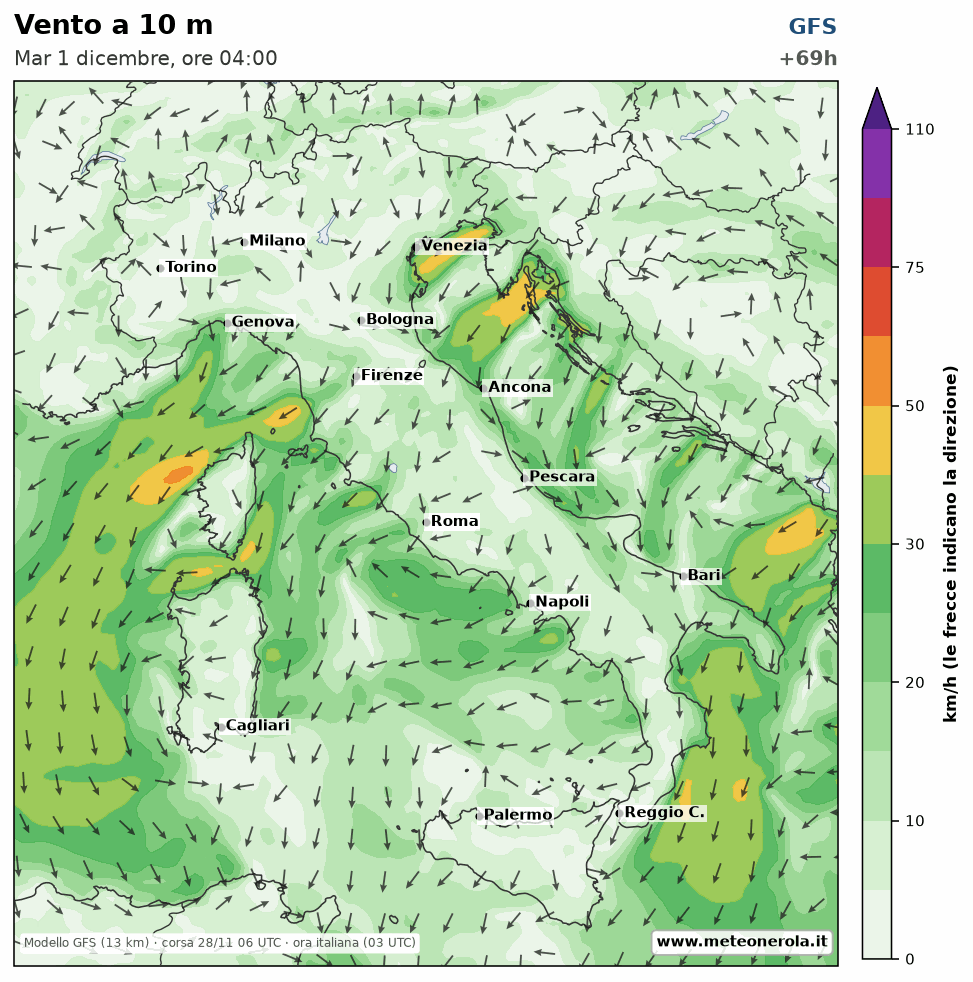 Vento a 10 m
GFS
Mar 1 dicembre, ore 04:00
+69h
110
75
50
30
20
10
0
km/h (le frecce indicano la direzione)
Venezia
Milano
Torino
Genova
Bologna
Firenze
Ancona
Pescara
Roma
Bari
Napoli
Cagliari
Palermo
Reggio C.
Modello GFS (13 km) · corsa 28/11 06 UTC · ora italiana (03 UTC)
www.meteonerola.it